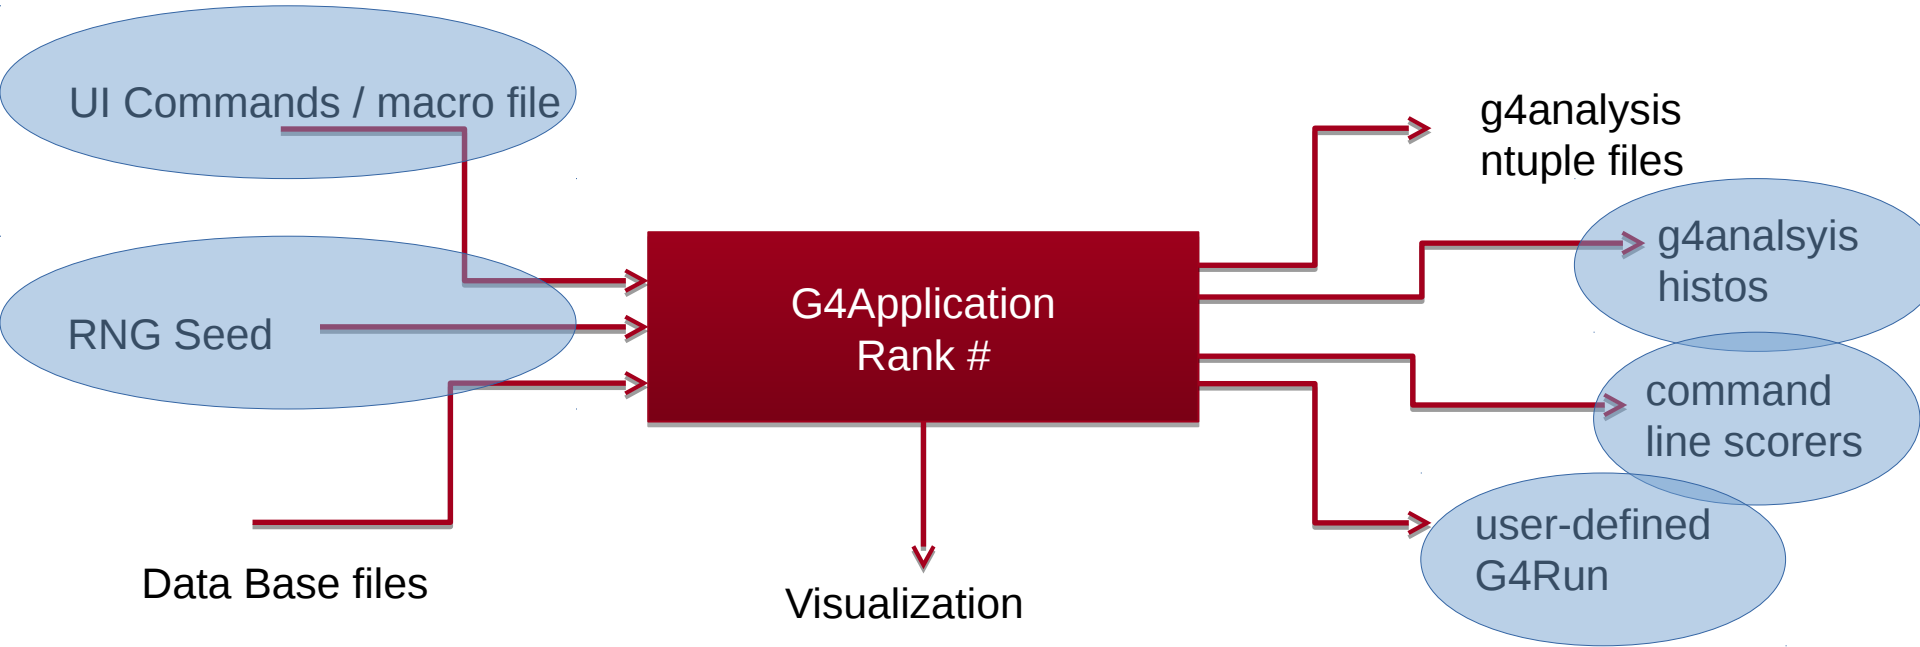 UI Commands / macro file
RNG Seed
Data Base files
G4Application
Rank #
Visualization
g4analysis
ntuple files
g4analsyis
histos
command
line scorers
user-defined
G4Run